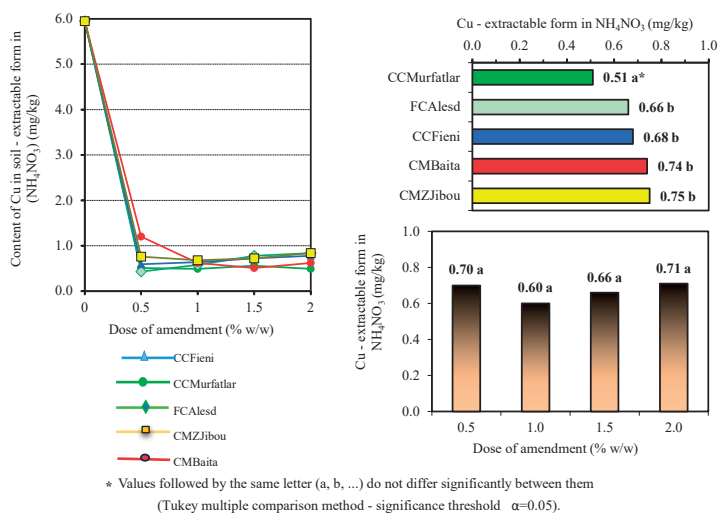 Content of Cu in soil - extractable form in
(NH₄NO₃) (mg/kg)
6.0
5.0
4.0
3.0
2.0
1.0
0.0
0 0.5 1 1.5 2
Dose of amendment (% w/w)
CCFieni
CCMurfatlar
FCAlesd
CMZJibou
CMBaita
Cu - extractable form in NH₄NO₃ (mg/kg)
0.0 0.2 0.4 0.6 0.8 1.0
CCMurfatlar 0.51 a*
FCAlesd 0.66 b
CCFieni 0.68 b
CMBaita 0.74 b
CMZJibou 0.75 b
Cu - extractable form in
NH₄NO₃ (mg/kg)
1.0
0.8
0.6
0.4
0.2
0.0
0.70 a 0.60 a 0.66 a 0.71 a
0.5 1.0 1.5 2.0
Dose of amendment (% w/w)
* Values followed by the same letter (a, b, ...) do not differ significantly between them
(Tukey multiple comparison method - significance threshold α=0.05).